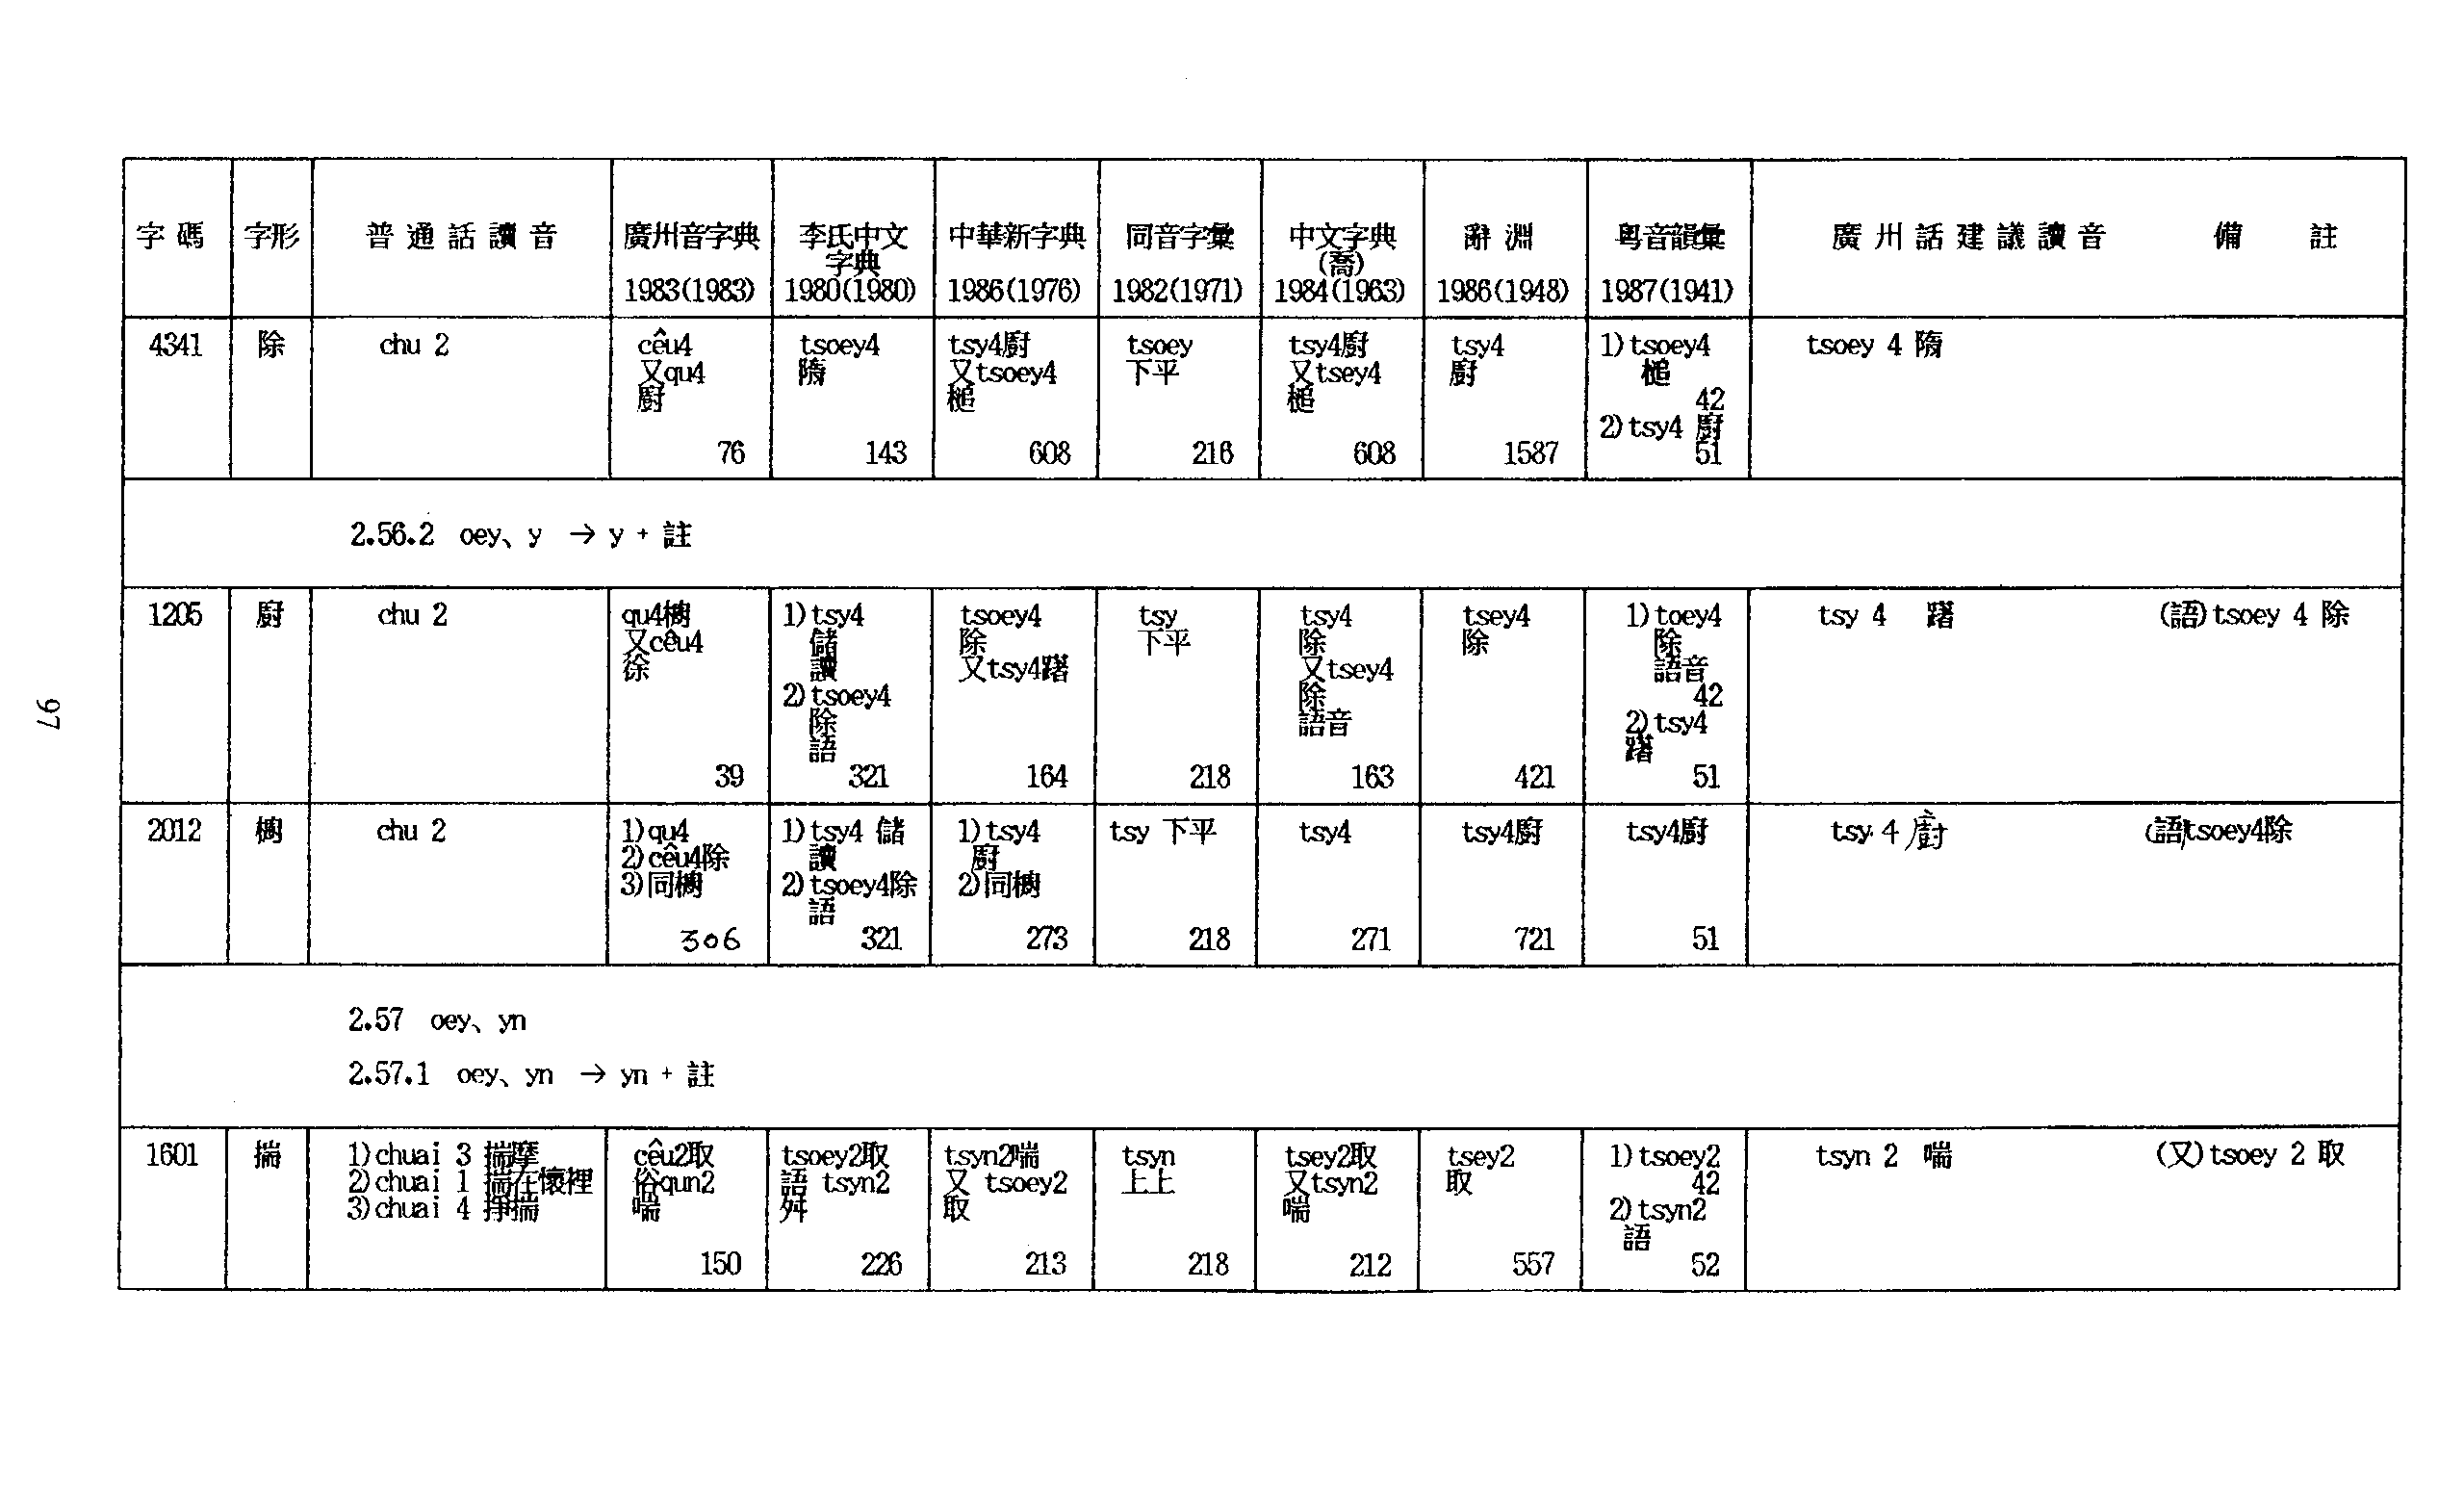 字碼 字形 普通話讀音 廣州音字典 1983(1983) 李氏中文字典 1980(1980) 中華新字典 1986(1976) 同音字彙 1982(1971) 中文字典(喬) 1984(1963) 辭淵 1986(1948) 粵音韻彙 1987(1941) 廣州話建議讀音 備註
4341 除 chu 2
cêu4
又qu4
廚
76
tsoey4
隋
143
tsy4廚
又tsoey4
槌
608
tsoey
下平
216
tsy4廚
又tsey4
槌
608
tsy4
廚
1587
1)tsoey4
槌
42
2)tsy4 廚
51
tsoey 4 隋
2.56.2 oey、y → y + 註
1205 廚 chu 2
qu4櫥
又cêu4
徐
39
1)tsy4
儲
讀
2)tsoey4
除
語
321
tsoey4
除
又tsy4躇
164
tsy
下平
218
tsy4
除
又tsey4
除
語音
163
tsey4
除
421
1)toey4
除
語音
42
2)tsy4
躇
51
tsy 4 躇
(語)tsoey 4 除
2012 櫥 chu 2
1)qu4
2)cêu4除
3)同櫥
306
1)tsy4 儲
讀
2)tsoey4除
語
321
1)tsy4
廚
2)同櫥
273
tsy 下平
218
tsy4
271
tsy4廚
721
tsy4廚
51
tsy 4 廚
(語)tsoey4除
2.57 oey、yn
2.57.1 oey、yn → yn + 註
1601 揣
1)chuai 3 揣摩
2)chuai 1 揣在懷裡
3)chuai 4 掙揣
cêu2取
俗qun2
喘
150
tsoey2取
語 tsyn2
舛
226
tsyn2喘
又 tsoey2
取
213
tsyn
上上
218
tsey2取
又tsyn2
喘
212
tsey2
取
557
1)tsoey2
42
2)tsyn2
語
52
tsyn 2 喘
(又)tsoey 2 取
97